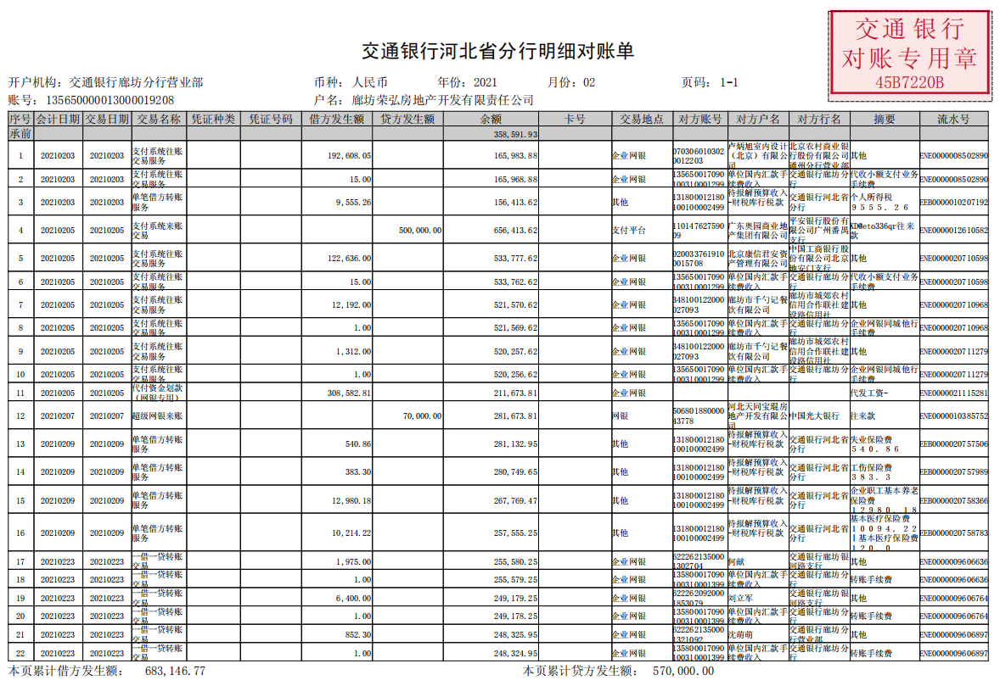 交通银行
对账专用章
45B7220B
交通银行河北省分行明细对账单
开户机构: 交通银行廊坊分行营业部 币种: 人民币 年份: 2021 月份: 02 页码: 1-1
账号: 135650000013000019208 户名: 廊坊荣弘房地产开发有限责任公司
序号 会计日期 交易日期 交易名称 凭证种类 凭证号码 借方发生额 贷方发生额 余额 卡号 交易地点 对方账号 对方户名 对方行名 摘要 流水号
承前 358,591.93
1 20210203 20210203 支付系统往账交易服务 192,608.05 165,983.88 企业网银 0703060103020012203 卢炳旭室内设计(北京)有限公司 北京农村商业银行股份有限公司通州分行营业部 其他 ENE0000008502890
2 20210203 20210203 支付系统往账交易服务 15.00 165,968.88 企业网银 13565001709010031​0001299 单位国内汇款手续费收入 交通银行廊坊分行 代收小额支付业务手续费 ENE0000008502890
3 20210203 20210203 单笔借方转账服务 9,555.26 156,413.62 其他 131800012180100100002499 待报解预算收入-财税库行税款 交通银行河北省分行 个人所得税 9555.26 EEB0000010207192
4 20210205 20210205 支付系统来账交易 500,000.00 656,413.62 支付平台 11014762759009 广东奥园商业地产集团有限公司 平安银行股份有限公司广州番禺支行 KD@eto336qr往来款 ENE0000012610582
5 20210205 20210205 支付系统往账交易服务 122,636.00 533,777.62 企业网银 0200337619100015708 北京康信君安资产管理有限公司 中国工商银行股份有限公司北京地安门支行 其他 ENE0000020710598
6 20210205 20210205 支付系统往账交易服务 15.00 533,762.62 企业网银 135650017090100310001299 单位国内汇款手续费收入 交通银行廊坊分行 代收小额支付业务手续费 ENE0000020710598
7 20210205 20210205 支付系统往账交易服务 12,192.00 521,570.62 企业网银 348100122000027093 廊坊市千勺记餐饮有限公司 廊坊市城郊农村信用合作联社建设路信用社 其他 ENE0000020710968
8 20210205 20210205 支付系统往账交易服务 1.00 521,569.62 企业网银 135650017090100310001299 单位国内汇款手续费收入 交通银行廊坊分行 企业网银同城他行手续费 ENE0000020710968
9 20210205 20210205 支付系统往账交易服务 1,312.00 520,257.62 企业网银 348100122000027093 廊坊市千勺记餐饮有限公司 廊坊市城郊农村信用合作联社建设路信用社 其他 ENE0000020711279
10 20210205 20210205 支付系统往账交易服务 1.00 520,256.62 企业网银 135650017090100310001299 单位国内汇款手续费收入 交通银行廊坊分行 企业网银同城他行手续费 ENE0000020711279
11 20210205 20210205 代付资金划款(网银专用) 308,582.81 211,673.81 企业网银 代发工资- ENE0000021115281
12 20210207 20210207 超级网银来账 70,000.00 281,673.81 网银 50680188000043778 河北天同宝琨房地产开发有限公司 中国光大银行 往来款 ENE0000010385752
13 20210209 20210209 单笔借方转账服务 540.86 281,132.95 其他 131800012180100100002499 待报解预算收入-财税库行税款 交通银行河北省分行 失业保险费 540.86 EEB0000020757506
14 20210209 20210209 单笔借方转账服务 383.30 280,749.65 其他 131800012180100100002499 待报解预算收入-财税库行税款 交通银行河北省分行 工伤保险费 383.3 EEB0000020757989
15 20210209 20210209 单笔借方转账服务 12,980.18 267,769.47 其他 131800012180100100002499 待报解预算收入-财税库行税款 交通银行河北省分行 企业职工基本养老保险费 12980.18 EEB0000020758366
16 20210209 20210209 单笔借方转账服务 10,214.22 257,555.25 其他 131800012180100100002499 待报解预算收入-财税库行税款 交通银行河北省分行 基本医疗保险费 10094.22|基本医疗保险费 120.0 EEB0000020758783
17 20210223 20210223 一借一贷转账交易 1,975.00 255,580.25 企业网银 6222621350001302704 何献 交通银行廊坊银河路支行 其他 ENE0000009606636
18 20210223 20210223 一借一贷转账交易 1.00 255,579.25 企业网银 135800017090100310001399 单位国内汇款手续费收入 交通银行廊坊分行 转账手续费 ENE0000009606636
19 20210223 20210223 一借一贷转账交易 6,400.00 249,179.25 企业网银 6222620920001853079 刘立军 交通银行廊坊银河路支行 其他 ENE0000009606764
20 20210223 20210223 一借一贷转账交易 1.00 249,178.25 企业网银 135800017090100310001399 单位国内汇款手续费收入 交通银行廊坊分行 转账手续费 ENE0000009606764
21 20210223 20210223 一借一贷转账交易 852.30 248,325.95 企业网银 6222621350001321092 沈萌萌 交通银行廊坊分行营业部 其他 ENE0000009606897
22 20210223 20210223 一借一贷转账交易 1.00 248,324.95 企业网银 135800017090100310001399 单位国内汇款手续费收入 交通银行廊坊分行 转账手续费 ENE0000009606897
本页累计借方发生额: 683,146.77 本页累计贷方发生额: 570,000.00